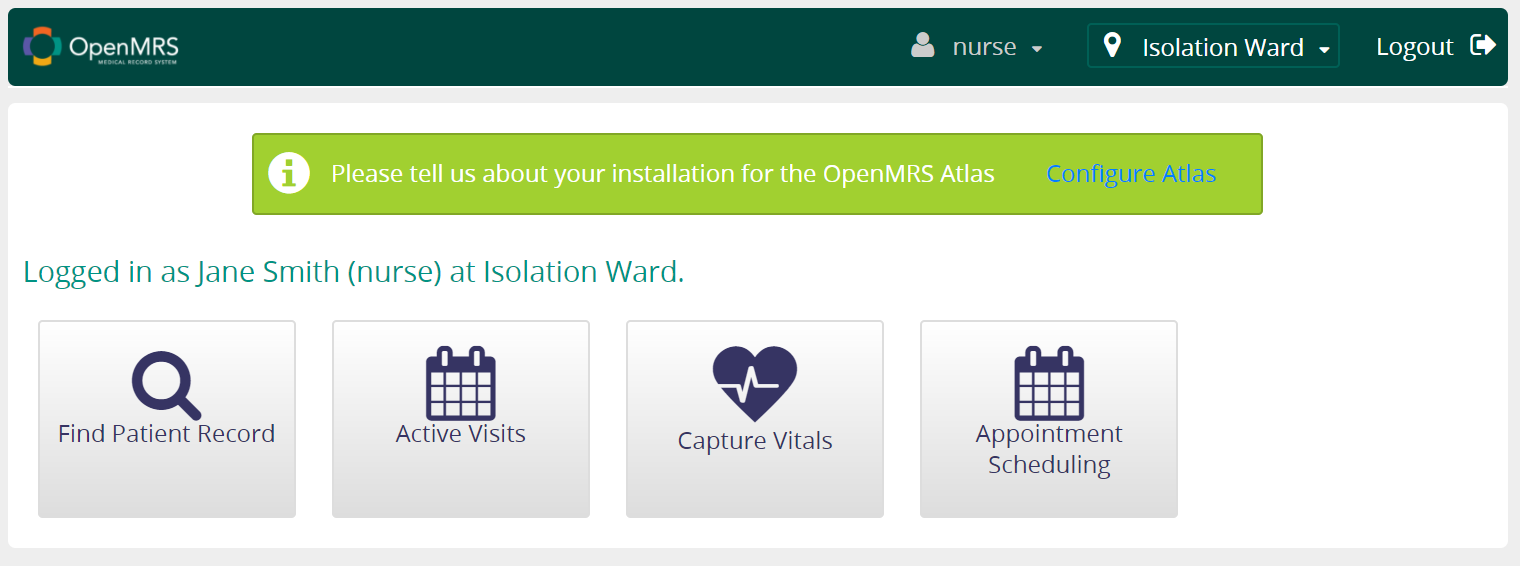 OpenMRS
MEDICAL RECORD SYSTEM
nurse
Isolation Ward
Logout
Please tell us about your installation for the OpenMRS Atlas
Configure Atlas
Logged in as Jane Smith (nurse) at Isolation Ward.
Find Patient Record
Active Visits
Capture Vitals
Appointment
Scheduling